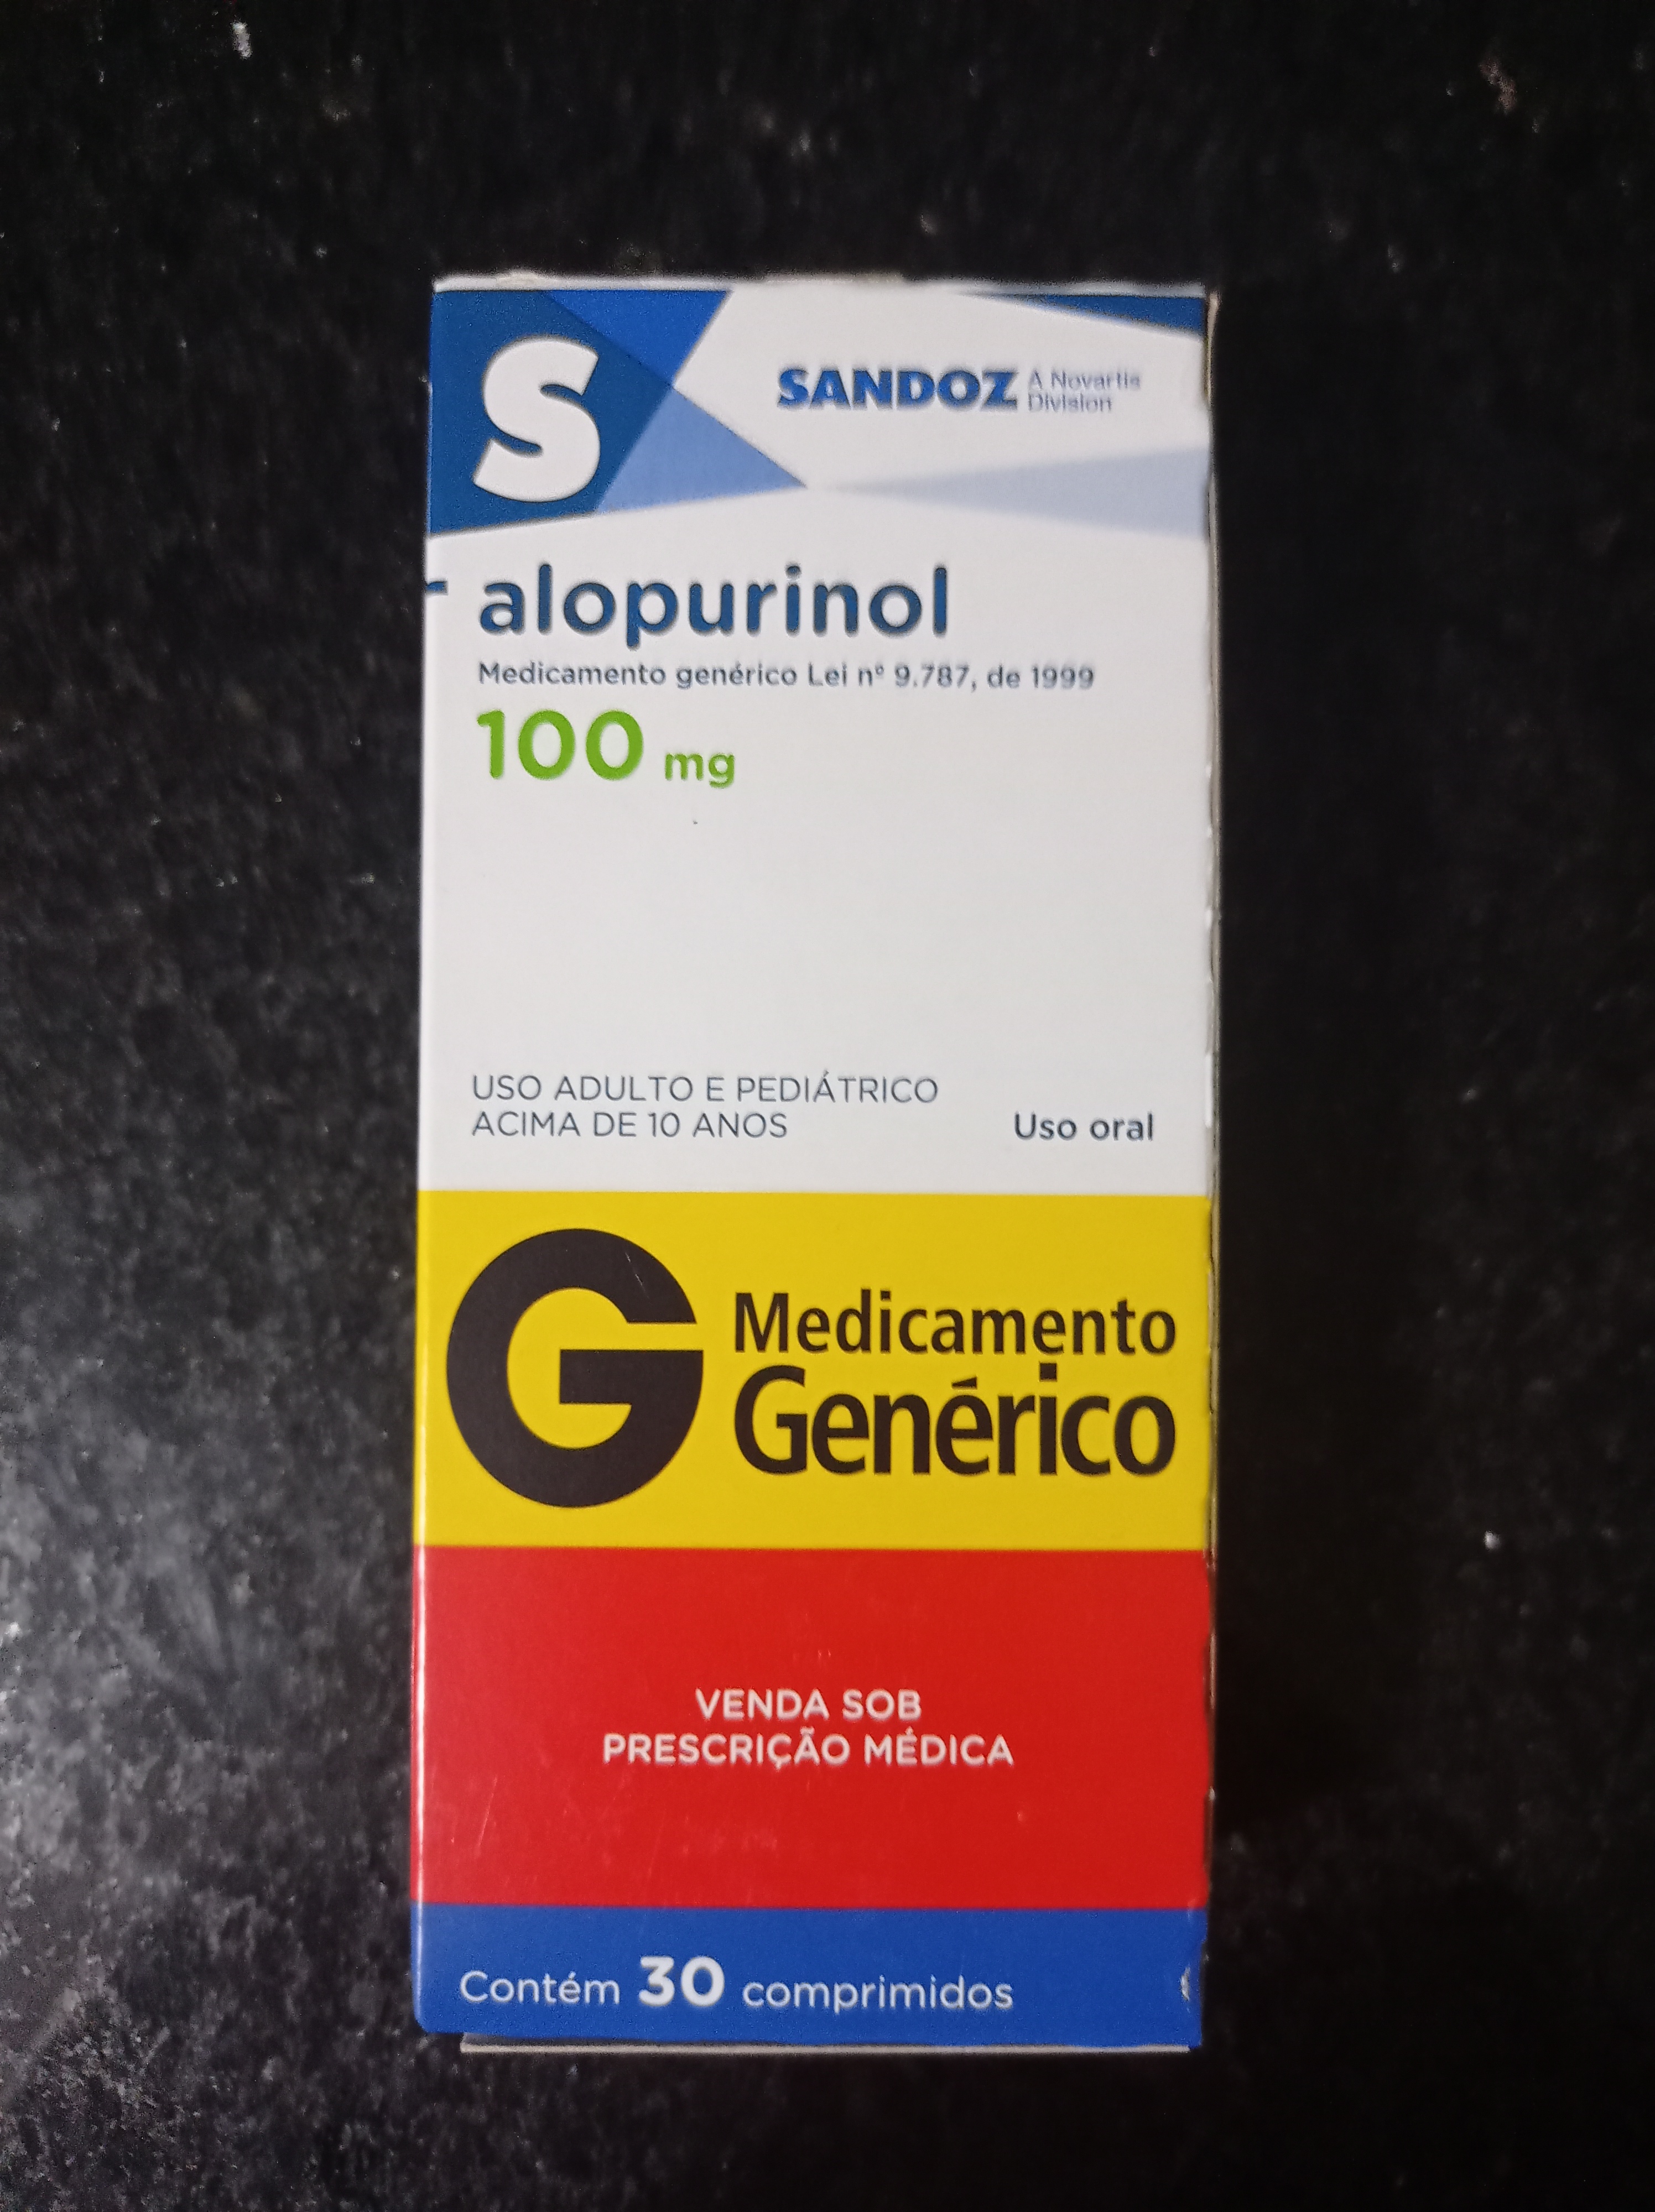 S
SANDOZ A Novartis
Division
alopurinol
Medicamento genérico Lei nº 9.787, de 1999
100 mg
USO ADULTO E PEDIÁTRICO
ACIMA DE 10 ANOS
Uso oral
G
Medicamento
Genérico
VENDA SOB
PRESCRIÇÃO MÉDICA
Contém 30 comprimidos